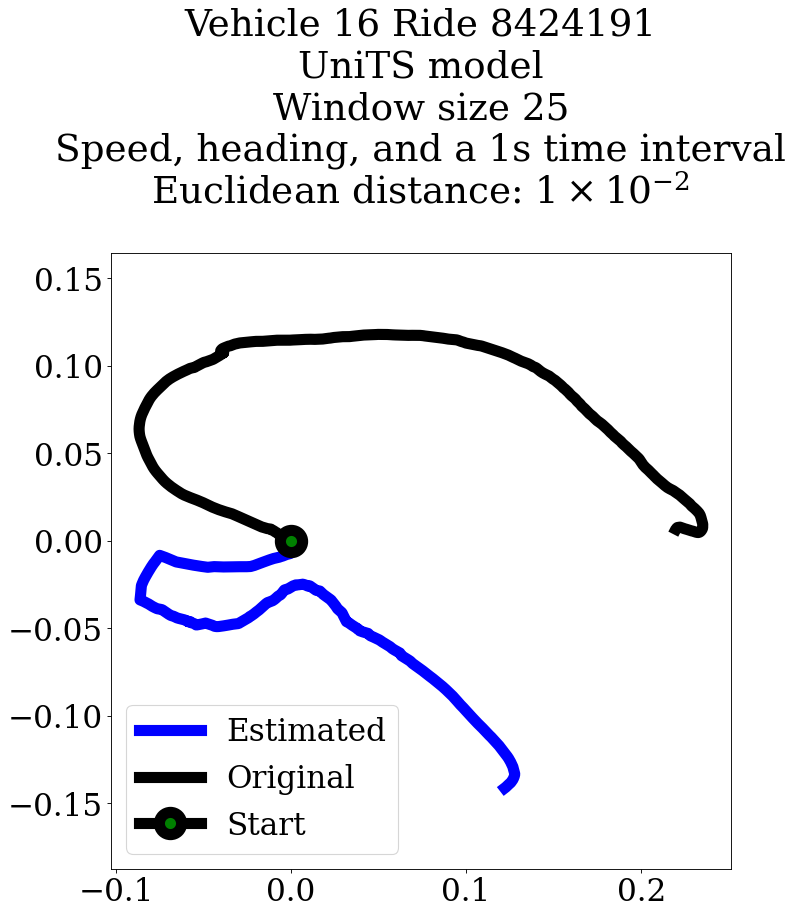 Vehicle 16 Ride 8424191
UniTS model
Window size 25
Speed, heading, and a 1s time interval
Euclidean distance: 1 × 10⁻²
0.15
0.10
0.05
0.00
−0.05
−0.10
−0.15
Estimated
Original
Start
−0.1
0.0
0.1
0.2